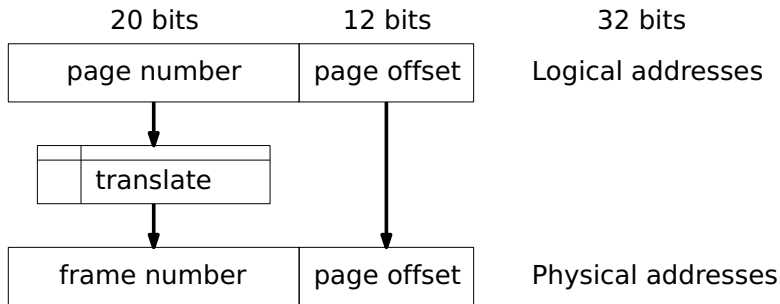 20 bits 12 bits 32 bits
page number page offset Logical addresses
translate
frame number page offset Physical addresses